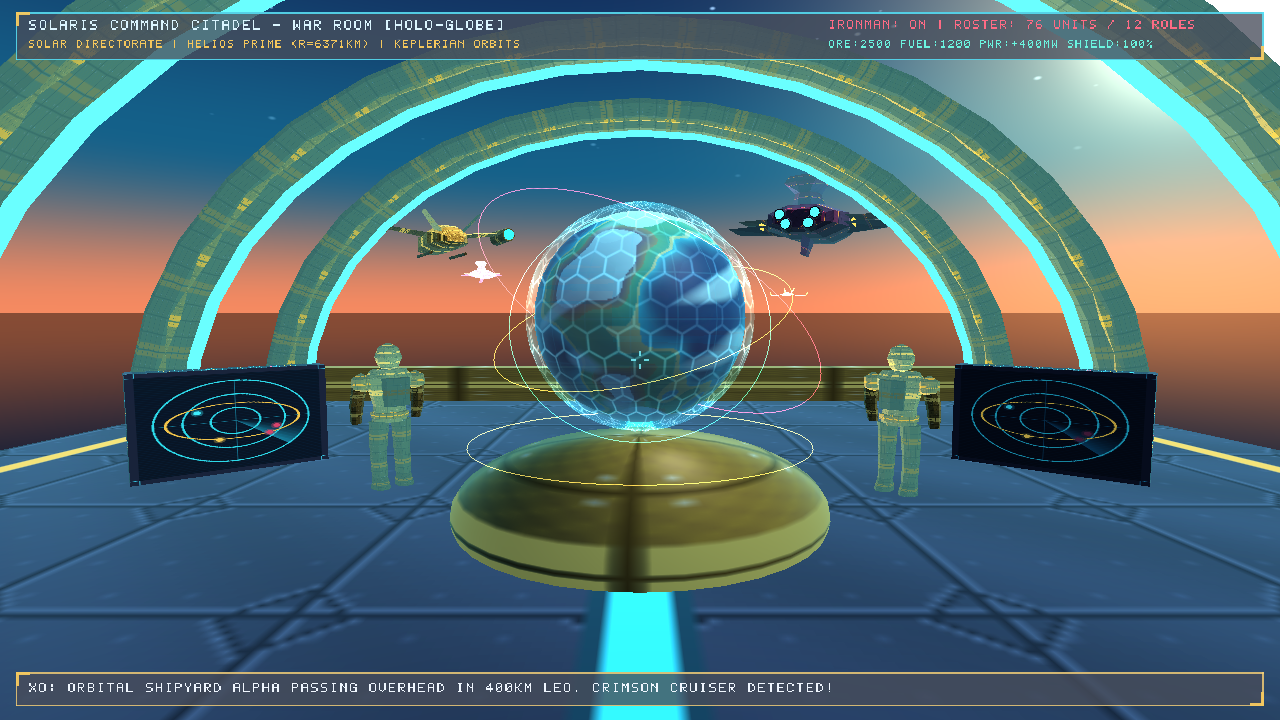 SOLARIS COMMAND CITADEL - WAR ROOM [HOLO-GLOBE]
SOLAR DIRECTORATE | HELIOS PRIME (R=6371KM) | KEPLERIAN ORBITS
IRONMAN: ON | ROSTER: 76 UNITS / 12 ROLES
ORE:2500 FUEL:1200 PWR:+400MW SHIELD:100%
XO: ORBITAL SHIPYARD ALPHA PASSING OVERHEAD IN 400KM LEO. CRIMSON CRUISER DETECTED!